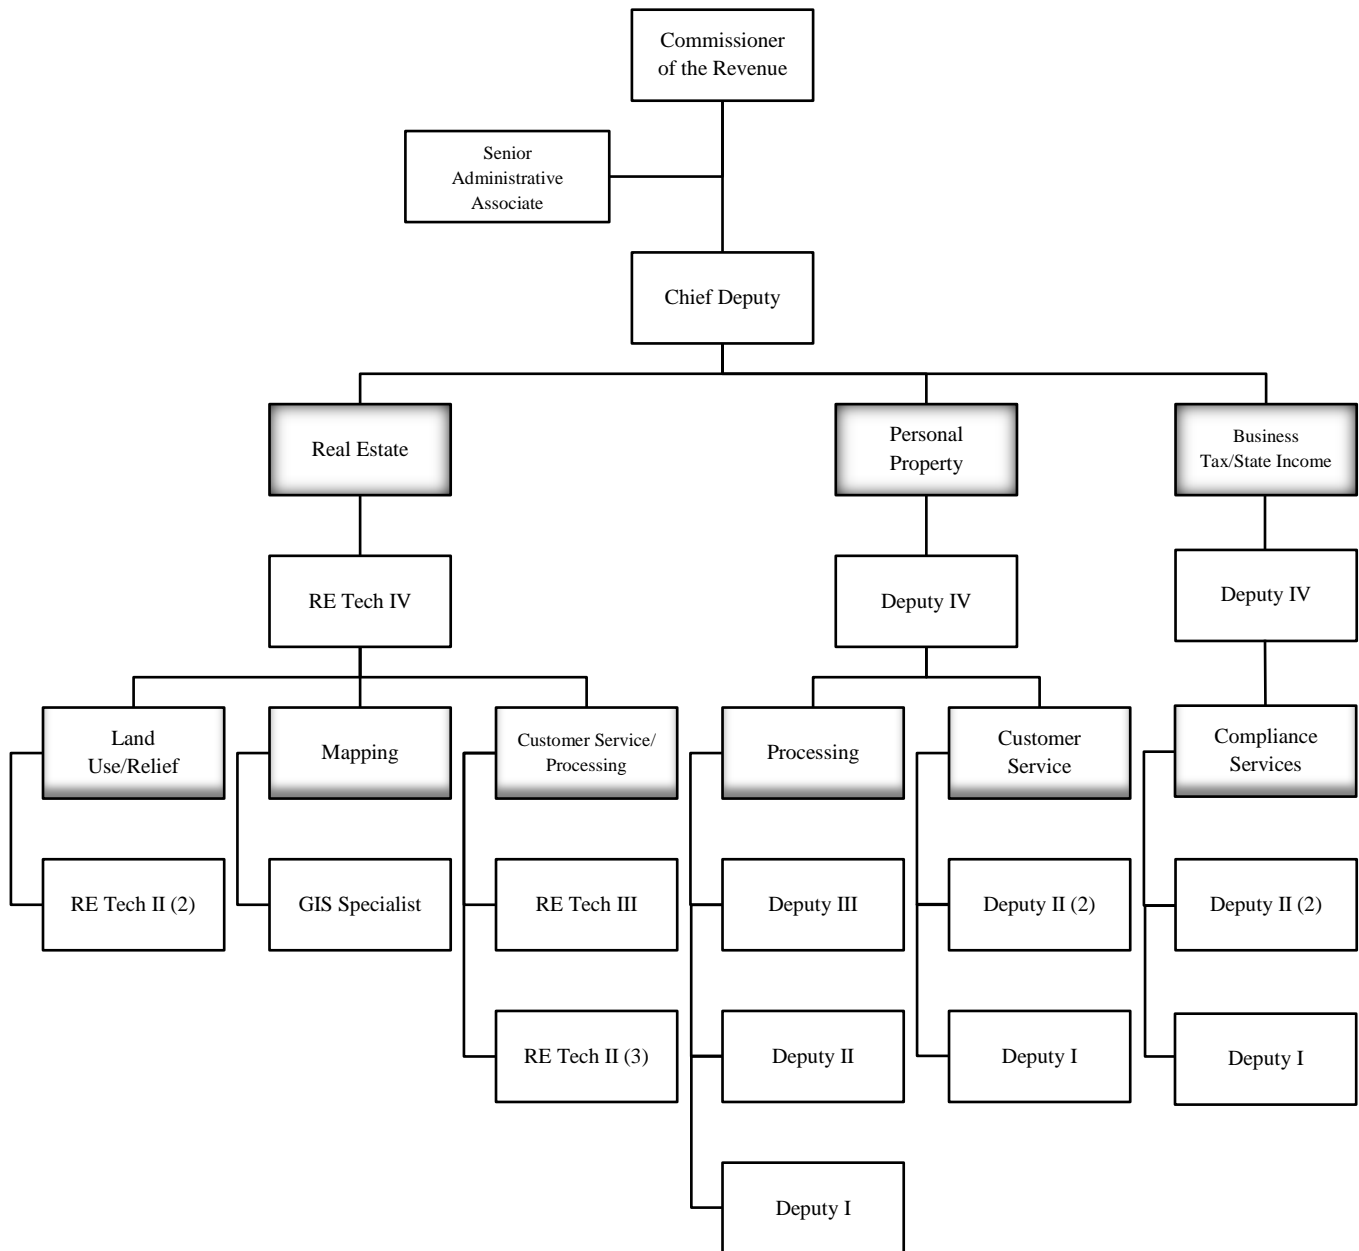 Commissioner
of the Revenue
Senior
Administrative
Associate
Chief Deputy
Real Estate
Personal
Property
Business
Tax/State Income
RE Tech IV
Deputy IV
Deputy IV
Land
Use/Relief
Mapping
Customer Service/
Processing
Processing
Customer
Service
Compliance
Services
RE Tech II (2)
GIS Specialist
RE Tech III
Deputy III
Deputy II (2)
Deputy II (2)
RE Tech II (3)
Deputy II
Deputy I
Deputy I
Deputy I